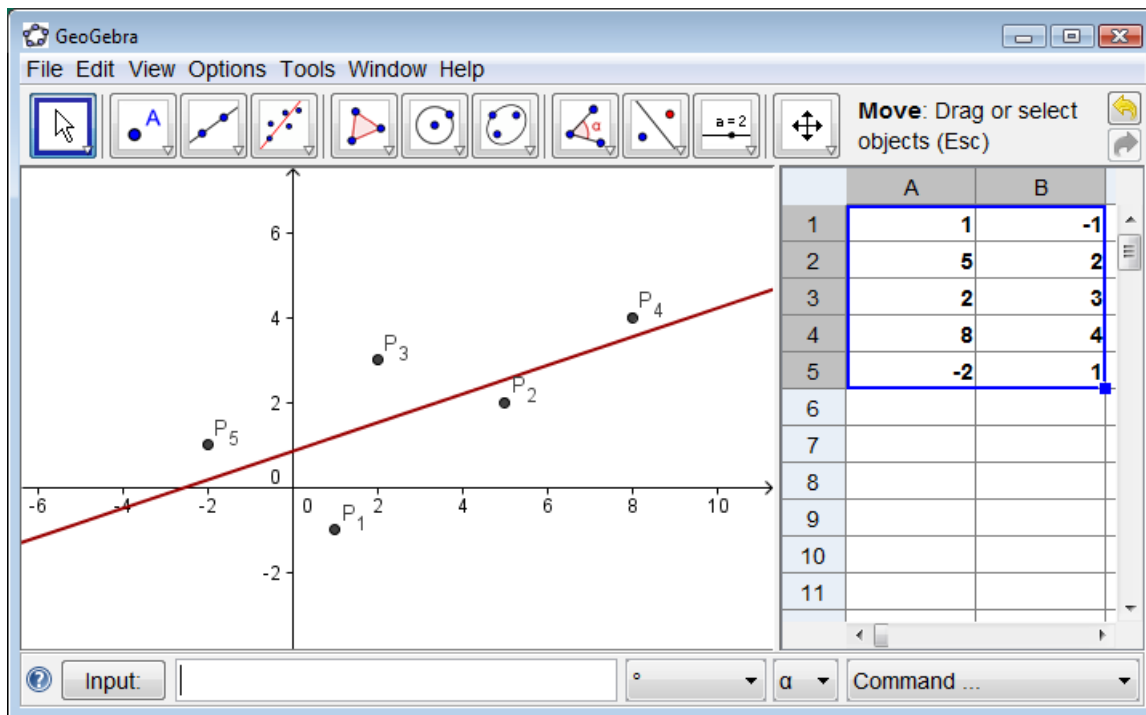 GeoGebra
File Edit View Options Tools Window Help
A
α
a = 2
Move: Drag or select
objects (Esc)
A B
1 1 -1
2 5 2
3 2 3
4 8 4
5 -2 1
6
7
8
9
10
11
6
4
2
0
-2
-6 -4 -2 0 2 4 6 8 10
P4
P3
P2
P5
P1
Input:
° α Command ...